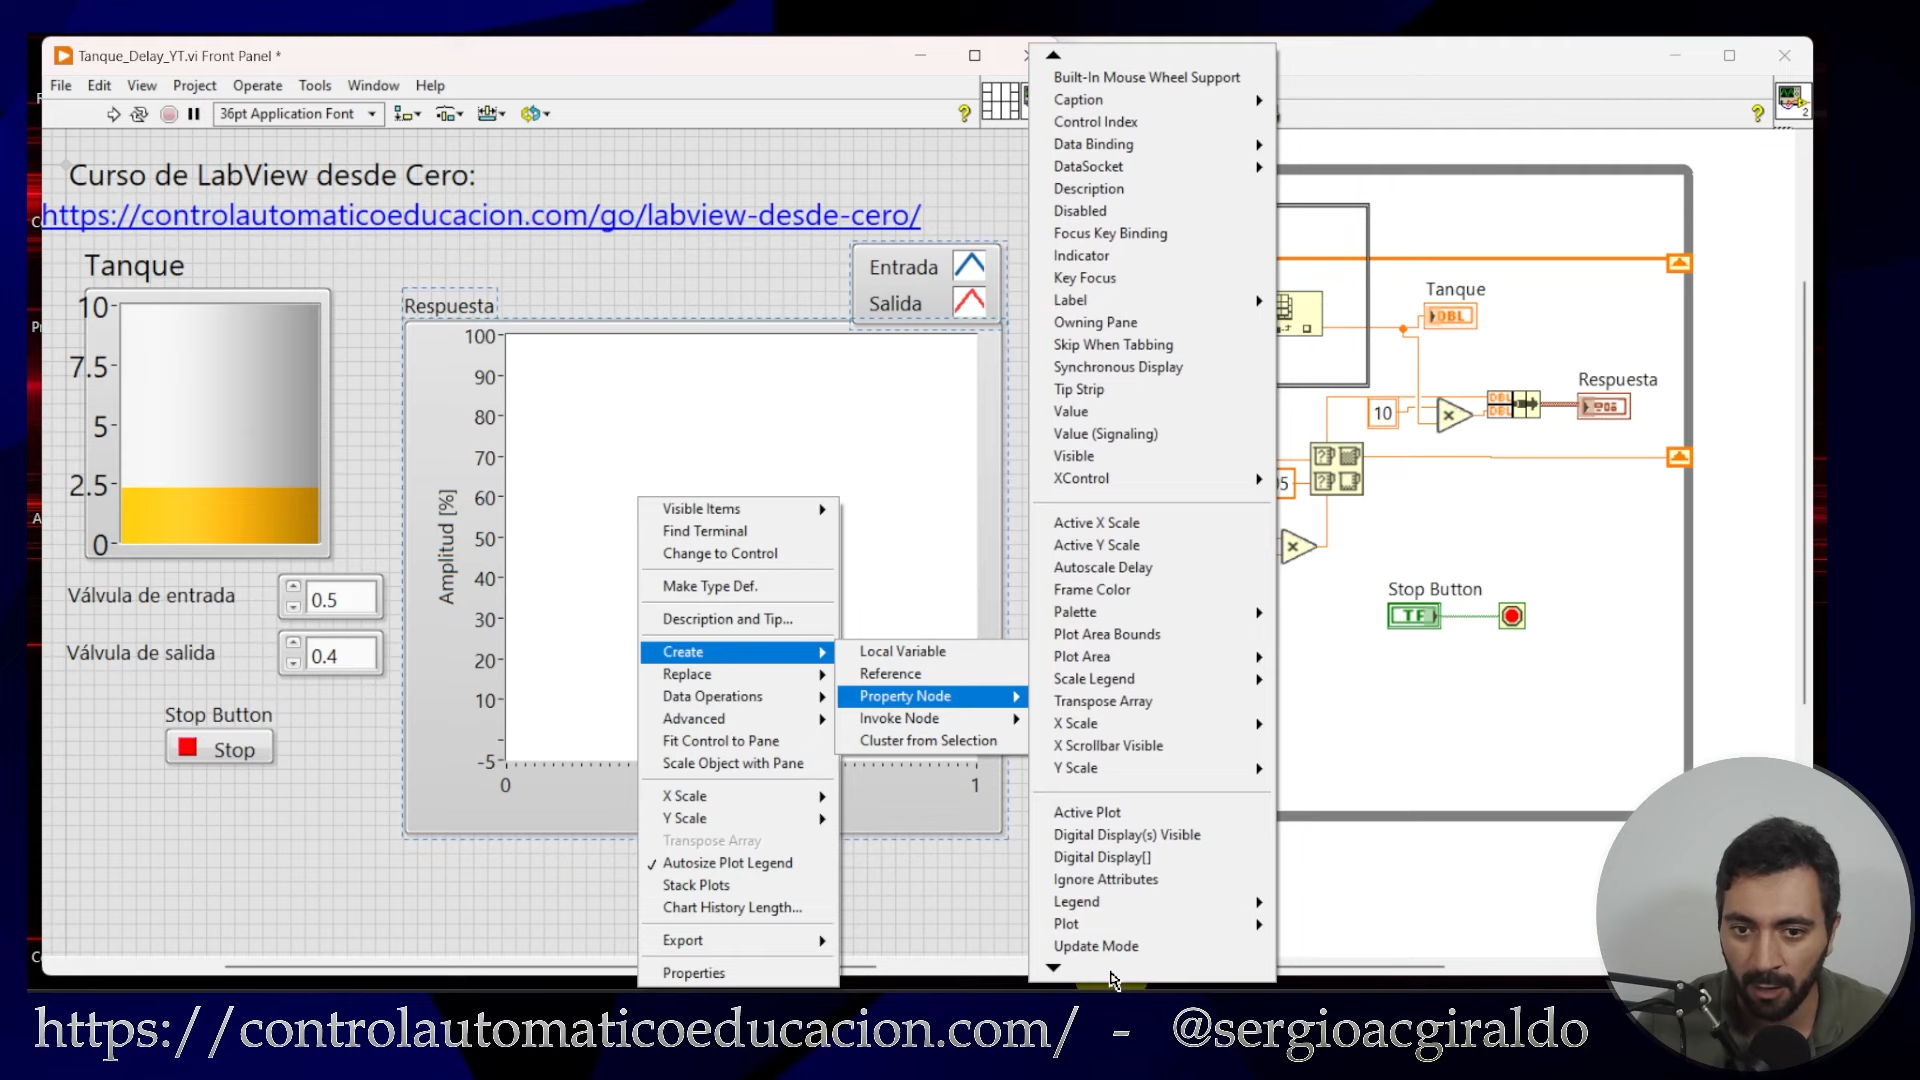 Tanque_Delay_YT.vi Front Panel *
File Edit View Project Operate Tools Window Help
36pt Application Font
Curso de LabView desde Cero:
https://controlautomaticoeducacion.com/go/labview-desde-cero/
Tanque
10
7.5
5
2.5
0
Válvula de entrada
0.5
Válvula de salida
0.4
Stop Button
Stop
Entrada
Salida
Respuesta
Amplitud [%]
100
90
80
70
60
50
40
30
20
10
-5
0
1
Visible Items
Find Terminal
Change to Control
Make Type Def.
Description and Tip...
Create
Replace
Data Operations
Advanced
Fit Control to Pane
Scale Object with Pane
X Scale
Y Scale
Transpose Array
Autosize Plot Legend
Stack Plots
Chart History Length...
Export
Properties
Local Variable
Reference
Property Node
Invoke Node
Cluster from Selection
Built-In Mouse Wheel Support
Caption
Control Index
Data Binding
DataSocket
Description
Disabled
Focus Key Binding
Indicator
Key Focus
Label
Owning Pane
Skip When Tabbing
Synchronous Display
Tip Strip
Value
Value (Signaling)
Visible
XControl
Active X Scale
Active Y Scale
Autoscale Delay
Frame Color
Palette
Plot Area Bounds
Plot Area
Scale Legend
Transpose Array
X Scale
X Scrollbar Visible
Y Scale
Active Plot
Digital Display(s) Visible
Digital Display[]
Ignore Attributes
Legend
Plot
Update Mode
Tanque
DBL
Respuesta
10
DBL
DBL
Stop Button
TF
https://controlautomaticoeducacion.com/ - @sergioacgiraldo